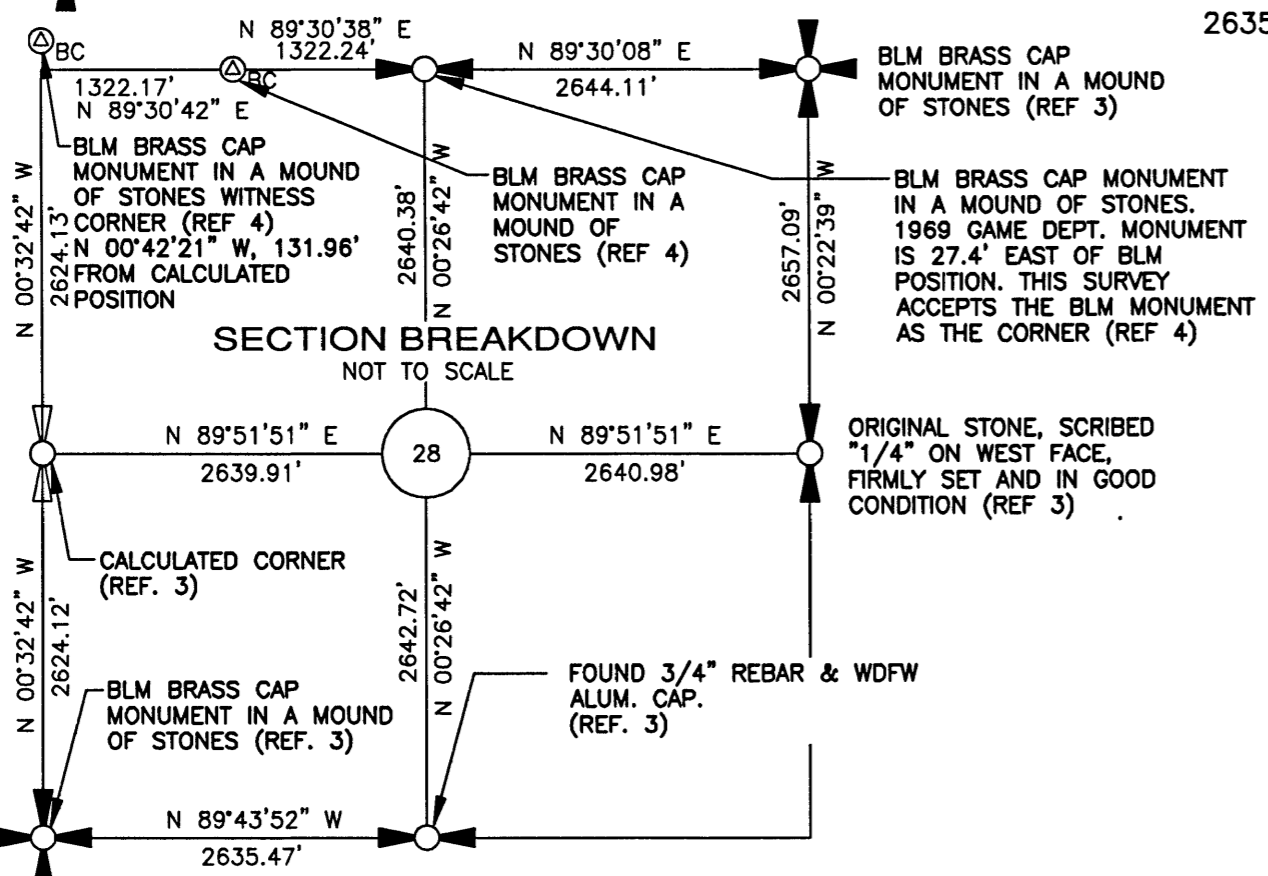 2635
N 89°30'38" E
1322.24'
N 89°30'08" E
2644.11'
BC
BC
1322.17'
N 89°30'42" E
BLM BRASS CAP
MONUMENT IN A MOUND
OF STONES (REF 3)
BLM BRASS CAP
MONUMENT IN A MOUND
OF STONES WITNESS
CORNER (REF 4)
N 00°42'21" W, 131.96'
FROM CALCULATED
POSITION
N 00°32'42" W
2624.13'
2640.38'
N 00°26'42" W
BLM BRASS CAP
MONUMENT IN A
MOUND OF
STONES (REF 4)
2657.09'
N 00°22'39" W
BLM BRASS CAP MONUMENT
IN A MOUND OF STONES.
1969 GAME DEPT. MONUMENT
IS 27.4' EAST OF BLM
POSITION. THIS SURVEY
ACCEPTS THE BLM MONUMENT
AS THE CORNER (REF 4)
SECTION BREAKDOWN
NOT TO SCALE
N 89°51'51" E
2639.91'
28
N 89°51'51" E
2640.98'
ORIGINAL STONE, SCRIBED
"1/4" ON WEST FACE,
FIRMLY SET AND IN GOOD
CONDITION (REF 3)
CALCULATED CORNER
(REF. 3)
N 00°32'42" W
2624.12'
2642.72'
N 00°26'42" W
BLM BRASS CAP
MONUMENT IN A MOUND
OF STONES (REF. 3)
FOUND 3/4" REBAR & WDFW
ALUM. CAP.
(REF. 3)
N 89°43'52" W
2635.47'